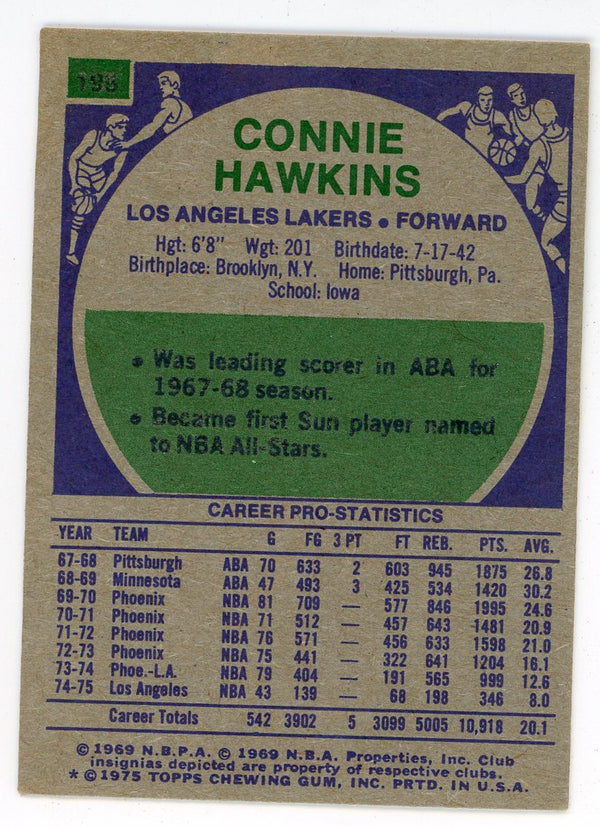 198
CONNIE
HAWKINS
LOS ANGELES LAKERS • FORWARD
Hgt: 6'8" Wgt: 201 Birthdate: 7-17-42
Birthplace: Brooklyn, N.Y. Home: Pittsburgh, Pa.
School: Iowa
• Was leading scorer in ABA for
1967-68 season.
• Became first Sun player named
to NBA All-Stars.
CAREER PRO-STATISTICS
YEAR TEAM G FG 3 PT FT REB. PTS. AVG.
67-68 Pittsburgh ABA 70 633 2 603 945 1875 26.8
68-69 Minnesota ABA 47 493 3 425 534 1420 30.2
69-70 Phoenix NBA 81 709 — 577 846 1995 24.6
70-71 Phoenix NBA 71 512 — 457 643 1481 20.9
71-72 Phoenix NBA 76 571 — 456 633 1598 21.0
72-73 Phoenix NBA 75 441 — 322 641 1204 16.1
73-74 Phoe.-L.A. NBA 79 404 — 191 565 999 12.6
74-75 Los Angeles NBA 43 139 — 68 198 346 8.0
Career Totals 542 3902 5 3099 5005 10,918 20.1
© 1969 N.B.P.A. © 1969 N.B.A. Properties, Inc. Club
insignias depicted are property of respective clubs.
* © 1975 TOPPS CHEWING GUM, INC. PRTD. IN U.S.A.